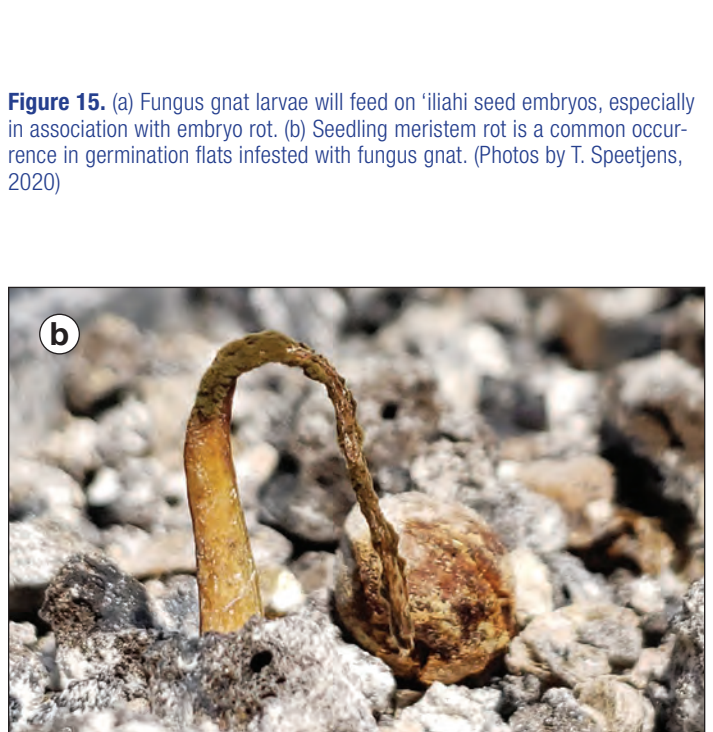 Figure 15. (a) Fungus gnat larvae will feed on ‘iliahi seed embryos, especially
in association with embryo rot. (b) Seedling meristem rot is a common occur-
rence in germination flats infested with fungus gnat. (Photos by T. Speetjens,
2020)
b